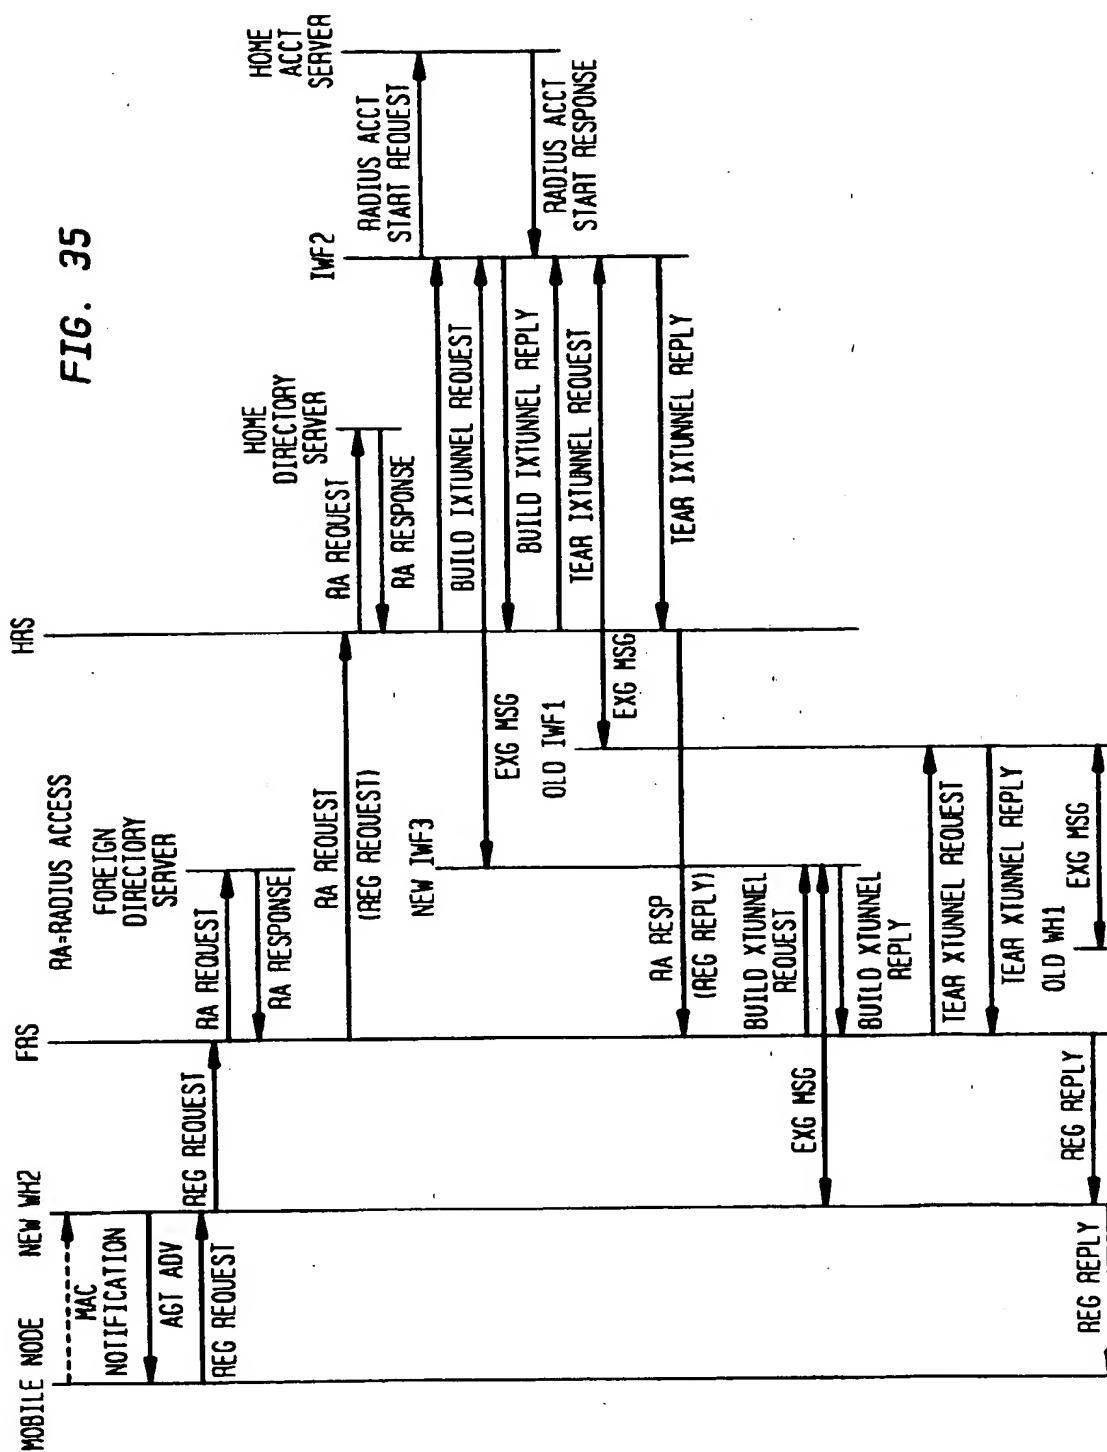 FIG. 35
RA=RADIUS ACCESS
MOBILE NODE
NEW WH2
FRS
FOREIGN
DIRECTORY
SERVER
HRS
HOME
DIRECTORY
SERVER
IWF2
HOME
ACCT
SERVER
MAC
NOTIFICATION
AGT ADV
REG REQUEST
REG REQUEST
RA REQUEST
RA RESPONSE
RA REQUEST
(REG REQUEST)
RA REQUEST
RA RESPONSE
RADIUS ACCT
START REQUEST
BUILD IXTUNNEL REQUEST
NEW IWF3
EXG MSG
BUILD IXTUNNEL REPLY
RADIUS ACCT
START RESPONSE
TEAR IXTUNNEL REQUEST
OLD IWF1
EXG MSG
TEAR IXTUNNEL REPLY
RA RESP
(REG REPLY)
BUILD XTUNNEL
REQUEST
EXG MSG
BUILD XTUNNEL
REPLY
TEAR XTUNNEL REQUEST
TEAR XTUNNEL REPLY
OLD WH1
EXG MSG
REG REPLY
REG REPLY